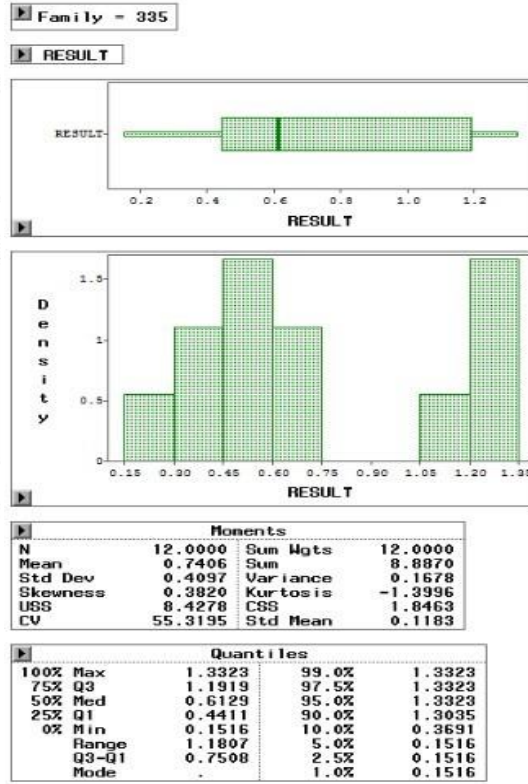 Family = 335
RESULT
RESULT
0.2 0.4 0.6 0.8 1.0 1.2
RESULT
Density
1.5
1
0.5
0
0.15 0.30 0.45 0.60 0.75 0.90 1.05 1.20 1.35
RESULT
Moments
N 12.0000 Sum Wgts 12.0000
Mean 0.7406 Sum 8.8870
Std Dev 0.4097 Variance 0.1678
Skewness 0.3820 Kurtosis -1.3996
USS 8.4278 CSS 1.8463
CV 55.3195 Std Mean 0.1183
Quantiles
100% Max 1.3323 99.0% 1.3323
75% Q3 1.1919 97.5% 1.3323
50% Med 0.6129 95.0% 1.3323
25% Q1 0.4411 90.0% 1.3035
0% Min 0.1516 10.0% 0.3691
Range 1.1807 5.0% 0.1516
Q3-Q1 0.7508 2.5% 0.1516
Mode . 1.0% 0.1516